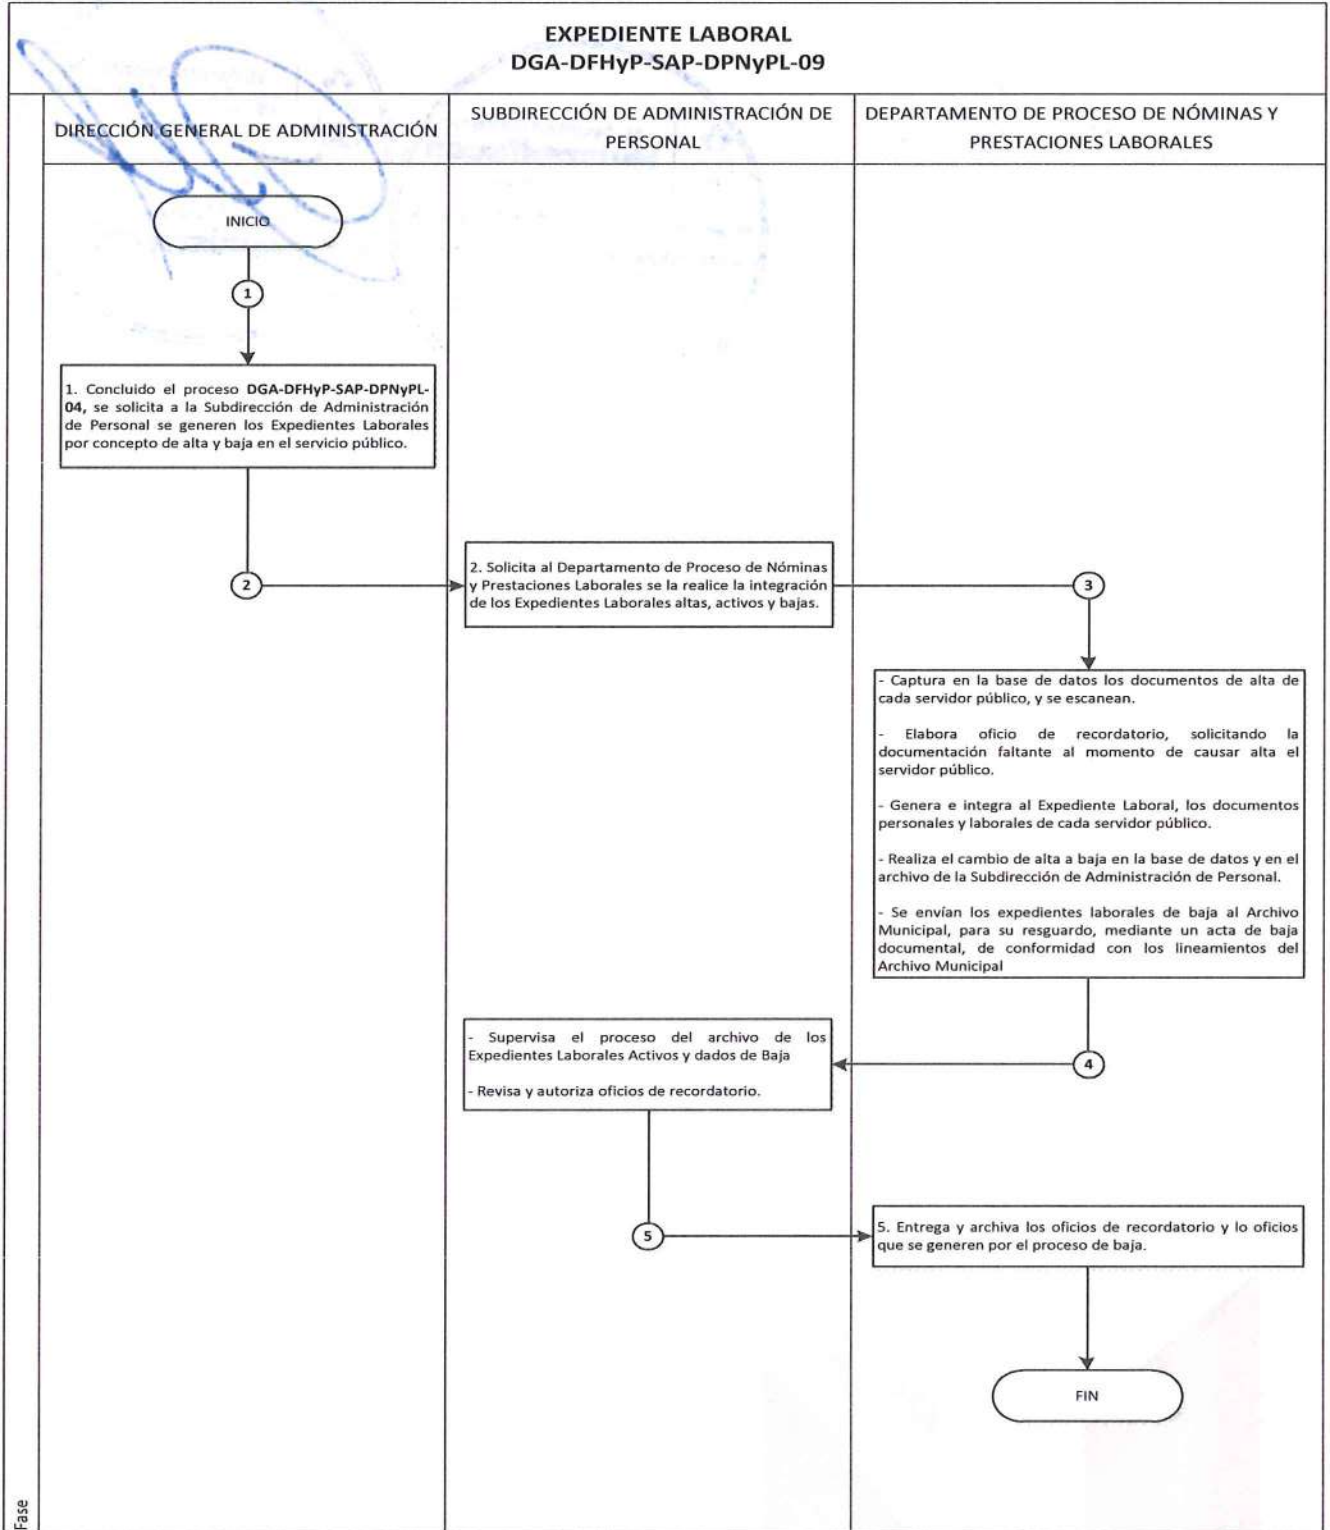 EXPEDIENTE LABORAL
DGA-DFHyP-SAP-DPNyPL-09
DIRECCIÓN GENERAL DE ADMINISTRACIÓN
SUBDIRECCIÓN DE ADMINISTRACIÓN DE
PERSONAL
DEPARTAMENTO DE PROCESO DE NÓMINAS Y
PRESTACIONES LABORALES
INICIO
1
1. Concluido el proceso DGA-DFHyP-SAP-DPNyPL-
04, se solicita a la Subdirección de Administración
de Personal se generen los Expedientes Laborales
por concepto de alta y baja en el servicio público.
2
2. Solicita al Departamento de Proceso de Nóminas
y Prestaciones Laborales se la realice la integración
de los Expedientes Laborales altas, activos y bajas.
3
- Captura en la base de datos los documentos de alta de
cada servidor público, y se escanean.
- Elabora oficio de recordatorio, solicitando la
documentación faltante al momento de causar alta el
servidor público.
- Genera e integra al Expediente Laboral, los documentos
personales y laborales de cada servidor público.
- Realiza el cambio de alta a baja en la base de datos y en el
archivo de la Subdirección de Administración de Personal.
- Se envían los expedientes laborales de baja al Archivo
Municipal, para su resguardo, mediante un acta de baja
documental, de conformidad con los lineamientos del
Archivo Municipal
4
- Supervisa el proceso del archivo de los
Expedientes Laborales Activos y dados de Baja
- Revisa y autoriza oficios de recordatorio.
5
5. Entrega y archiva los oficios de recordatorio y lo oficios
que se generen por el proceso de baja.
FIN
Fase